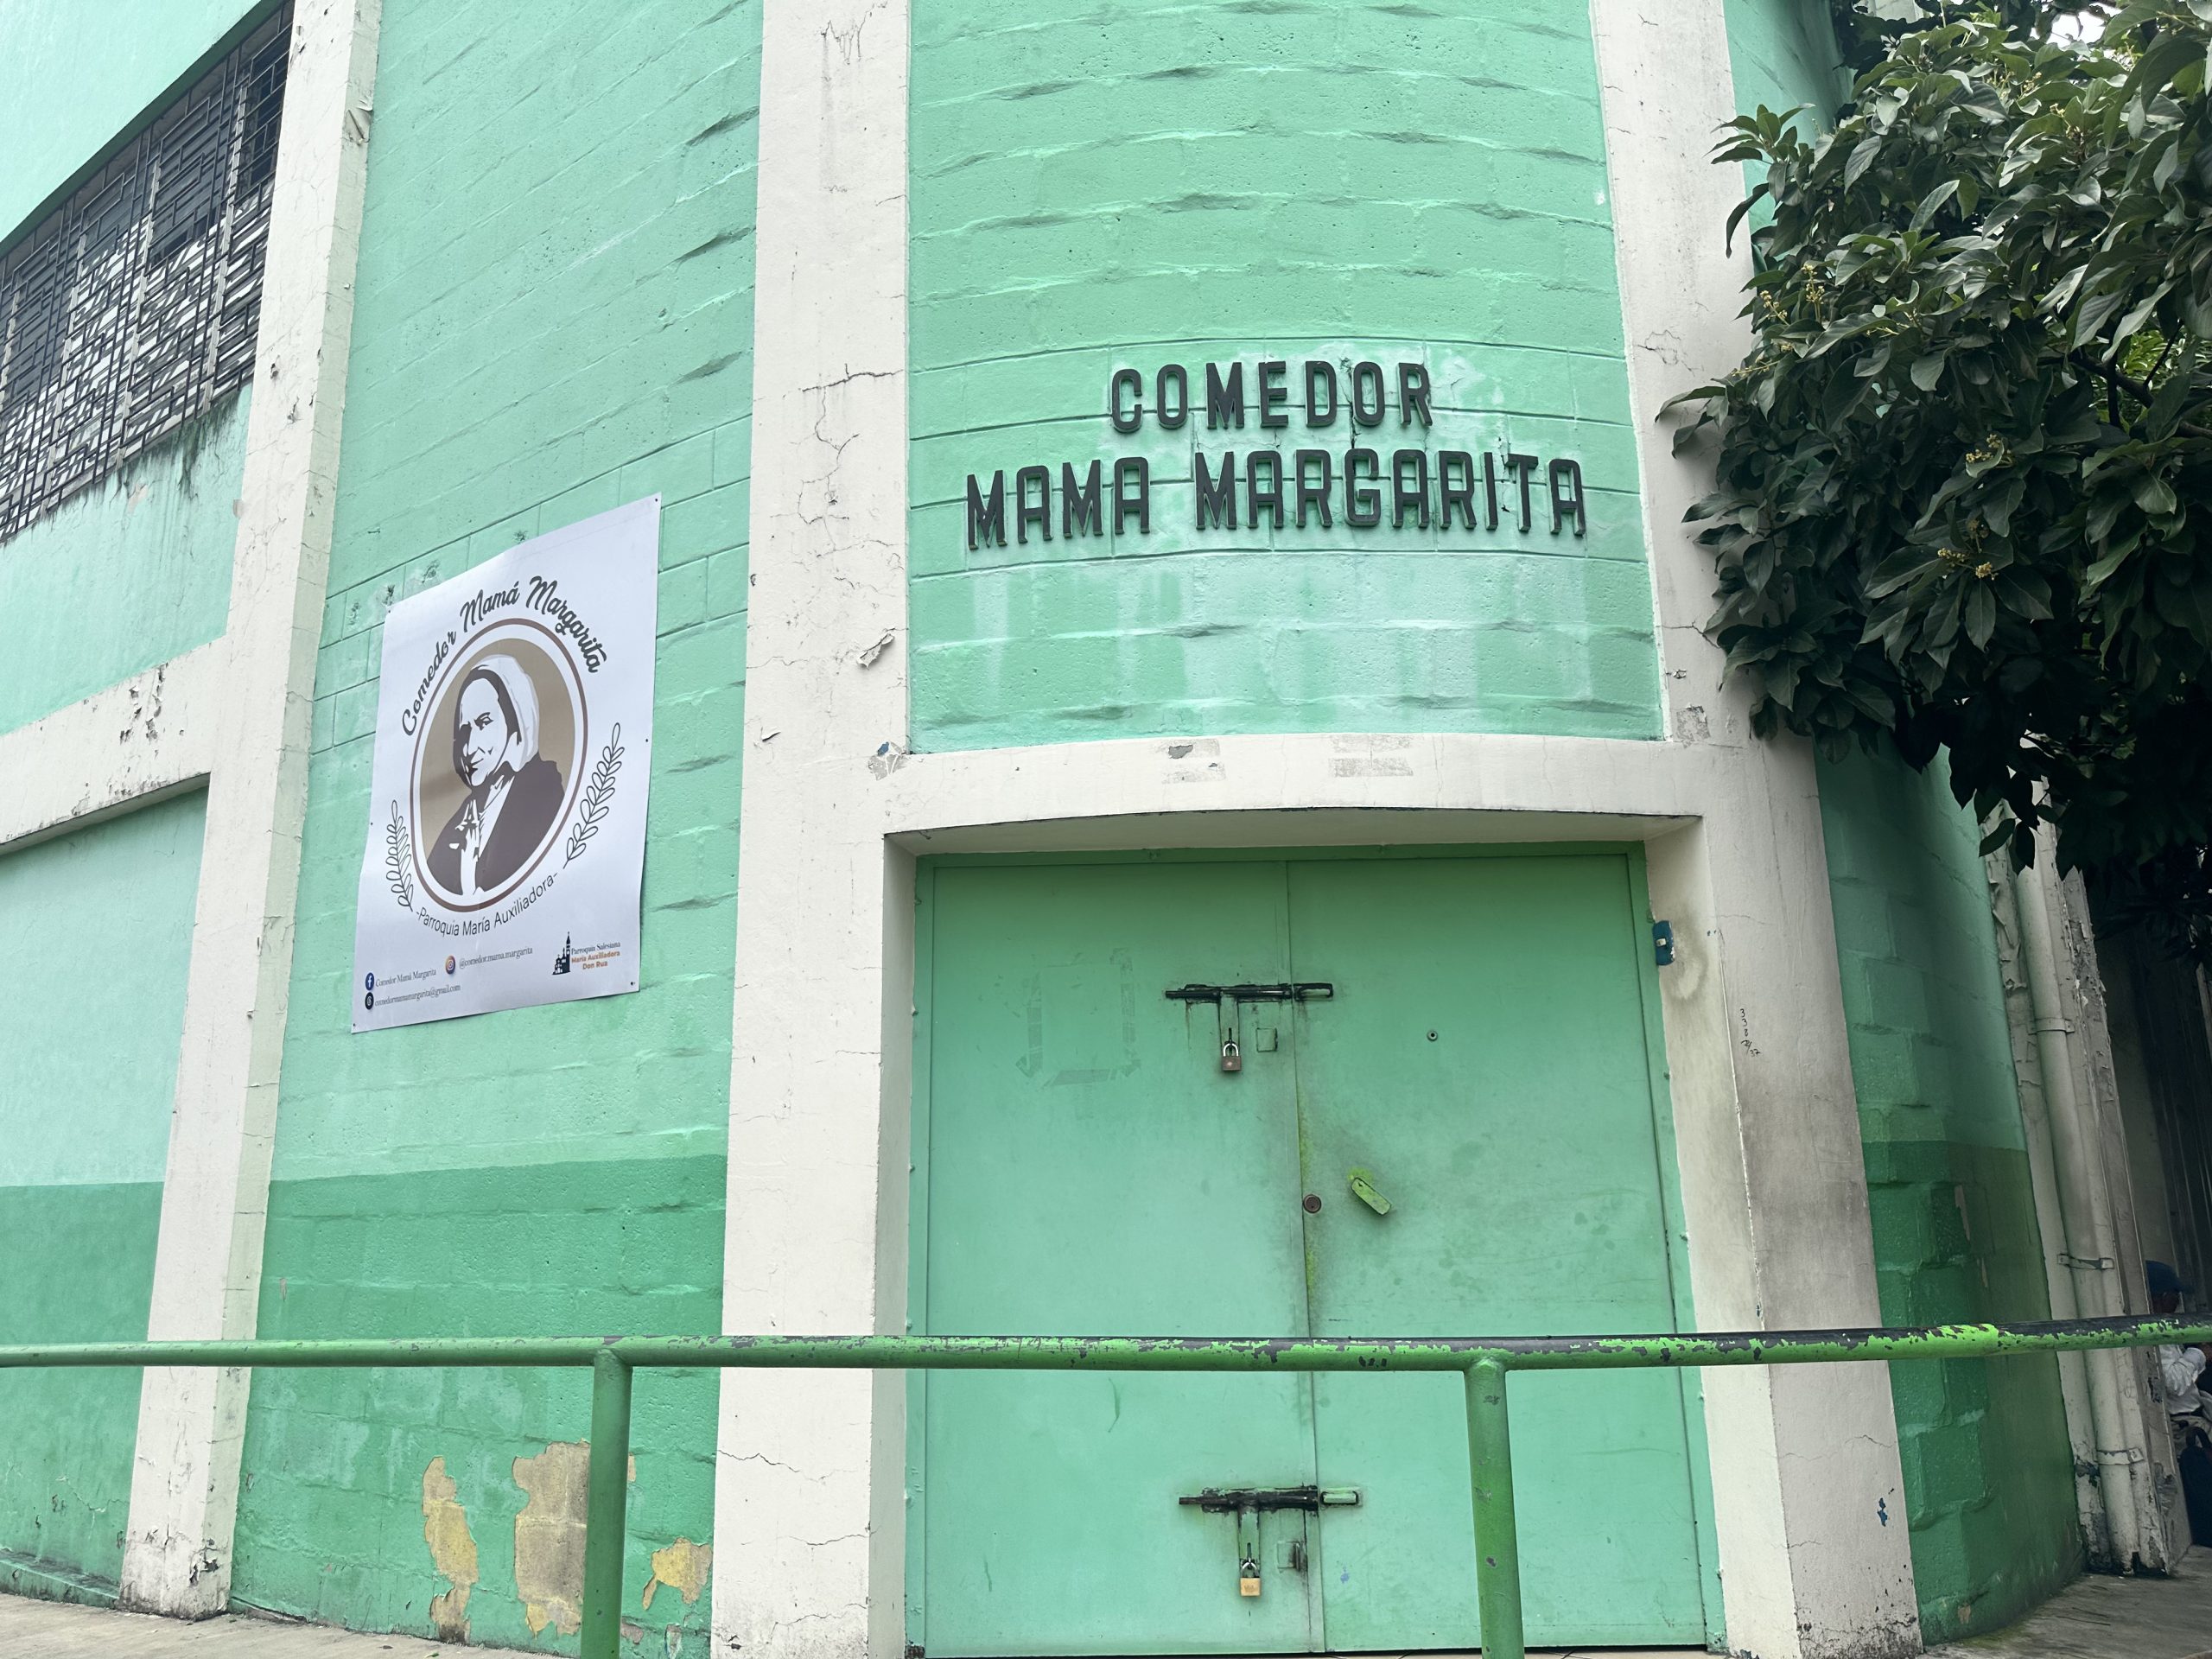 COMEDOR
MAMA MARGARITA
Comedor Mamá Margarita
-Parroquia María Auxiliadora-
Comedor Mamá Margarita
@comedor.mama.margarita
comedormamamargarita@gmail.com
Parroquia Salesiana
María Auxiliadora
Don Rua